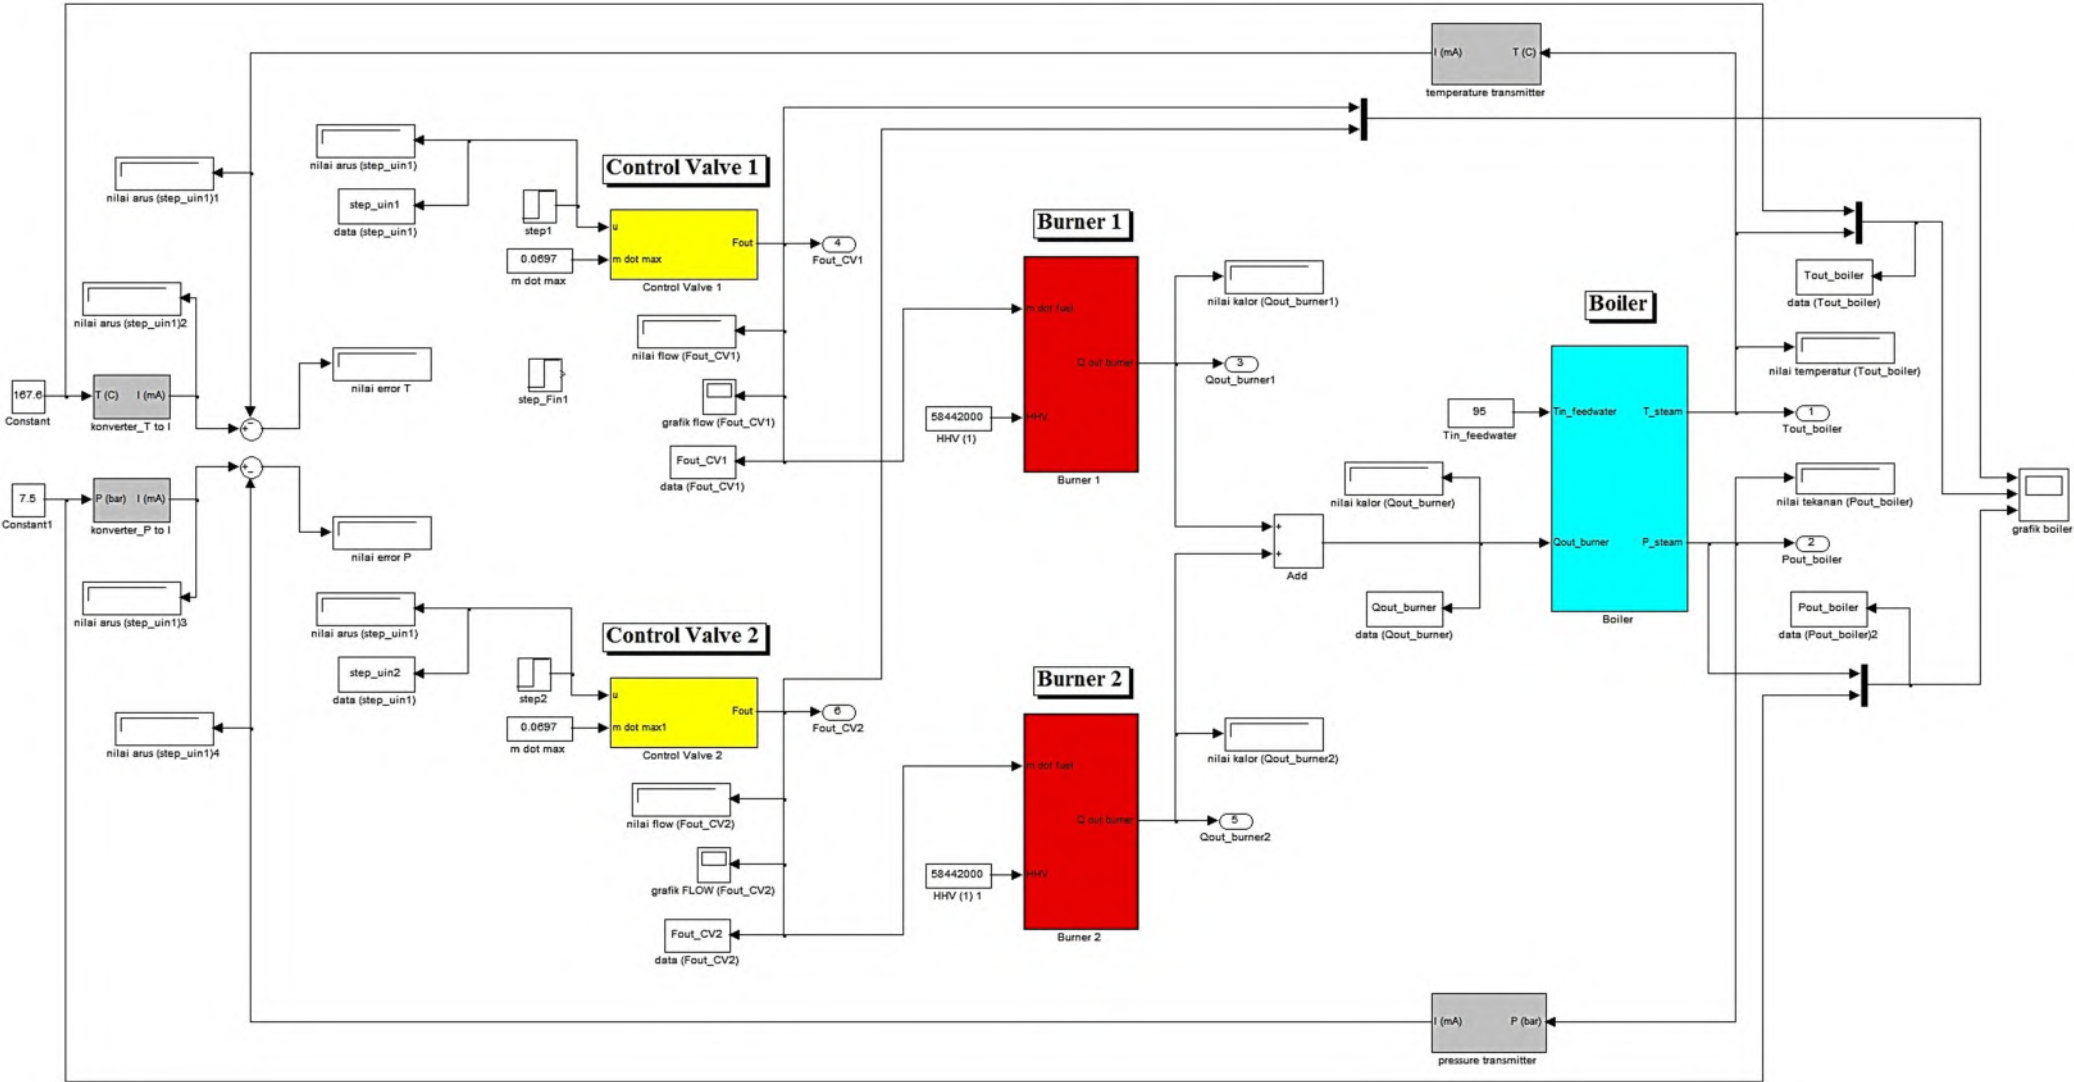 I (mA)
T (C)
temperature transmitter
nilai arus (step_uin1)
nilai arus (step_uin1)1
step_uin1
data (step_uin1)
step1
Control Valve 1
u
m dot max
Fout
Control Valve 1
0.0697
m dot max
4
Fout_CV1
Burner 1
m dot fuel
Q out burner
HHV
Burner 1
nilai kalor (Qout_burner1)
3
Qout_burner1
58442000
HHV (1)
Tout_boiler
data (Tout_boiler)
nilai arus (step_uin1)2
nilai flow (Fout_CV1)
step_Fin1
grafik flow (Fout_CV1)
Fout_CV1
data (Fout_CV1)
nilai error T
167.6
Constant
T (C)
I (mA)
konverter_T to I
+
-
Boiler
Tin_feedwater
T_steam
Qout_burner
P_steam
Boiler
95
Tin_feedwater
nilai temperatur (Tout_boiler)
1
Tout_boiler
nilai tekanan (Pout_boiler)
2
Pout_boiler
grafik boiler
nilai kalor (Qout_burner)
+
+
Add
Qout_burner
data (Qout_burner)
Pout_boiler
data (Pout_boiler)2
+
-
7.5
Constant1
P (bar)
I (mA)
konverter_P to I
nilai error P
nilai arus (step_uin1)3
nilai arus (step_uin1)
step_uin2
data (step_uin1)
nilai arus (step_uin1)4
step2
Control Valve 2
u
m dot max1
Fout
Control Valve 2
0.0697
m dot max
6
Fout_CV2
Burner 2
m dot fuel
Q out burner
HHV
Burner 2
nilai kalor (Qout_burner2)
5
Qout_burner2
58442000
HHV (1) 1
nilai flow (Fout_CV2)
grafik FLOW (Fout_CV2)
Fout_CV2
data (Fout_CV2)
I (mA)
P (bar)
pressure transmitter